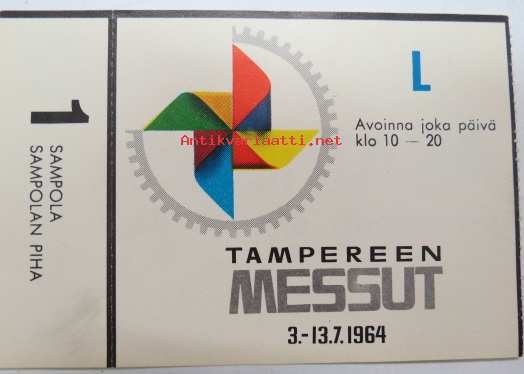 1
SAMPOLA
SAMPOLAN PIHA
L
Avoinna joka päivä
klo 10 — 20
Antikvariaatti.net
TAMPEREEN
MESSUT
3.-13.7.1964